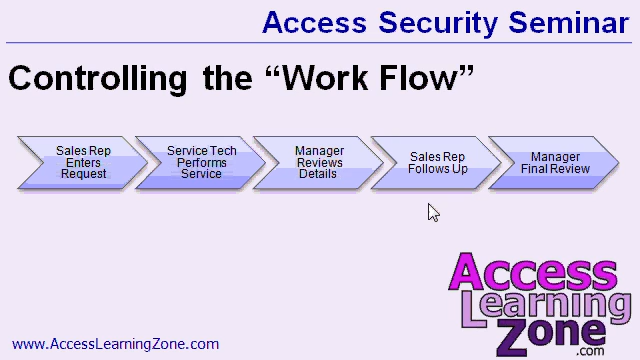 Access Security Seminar
Controlling the “Work Flow”
Sales Rep
Enters
Request
Service Tech
Performs
Service
Manager
Reviews
Details
Sales Rep
Follows Up
Manager
Final Review
Access
Learning
Zone.com
www.AccessLearningZone.com